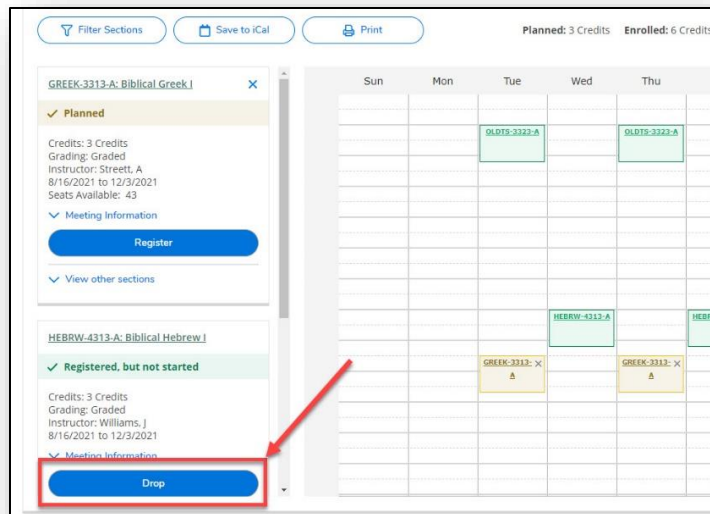 Filter Sections
Save to iCal
Print
Planned: 3 Credits Enrolled: 6 Credits
GREEK-3313-A: Biblical Greek I
Planned
Credits: 3 Credits
Grading: Graded
Instructor: Streett, A
8/16/2021 to 12/3/2021
Seats Available: 43
Meeting Information
Register
View other sections
HEBRW-4313-A: Biblical Hebrew I
Registered, but not started
Credits: 3 Credits
Grading: Graded
Instructor: Williams, J
8/16/2021 to 12/3/2021
Meeting Information
Drop
Sun Mon Tue Wed Thu
OLDTS-3323-A OLDTS-3323-A
HEBRW-4313-A HEBR
GREEK-3313- GREEK-3313-
A A